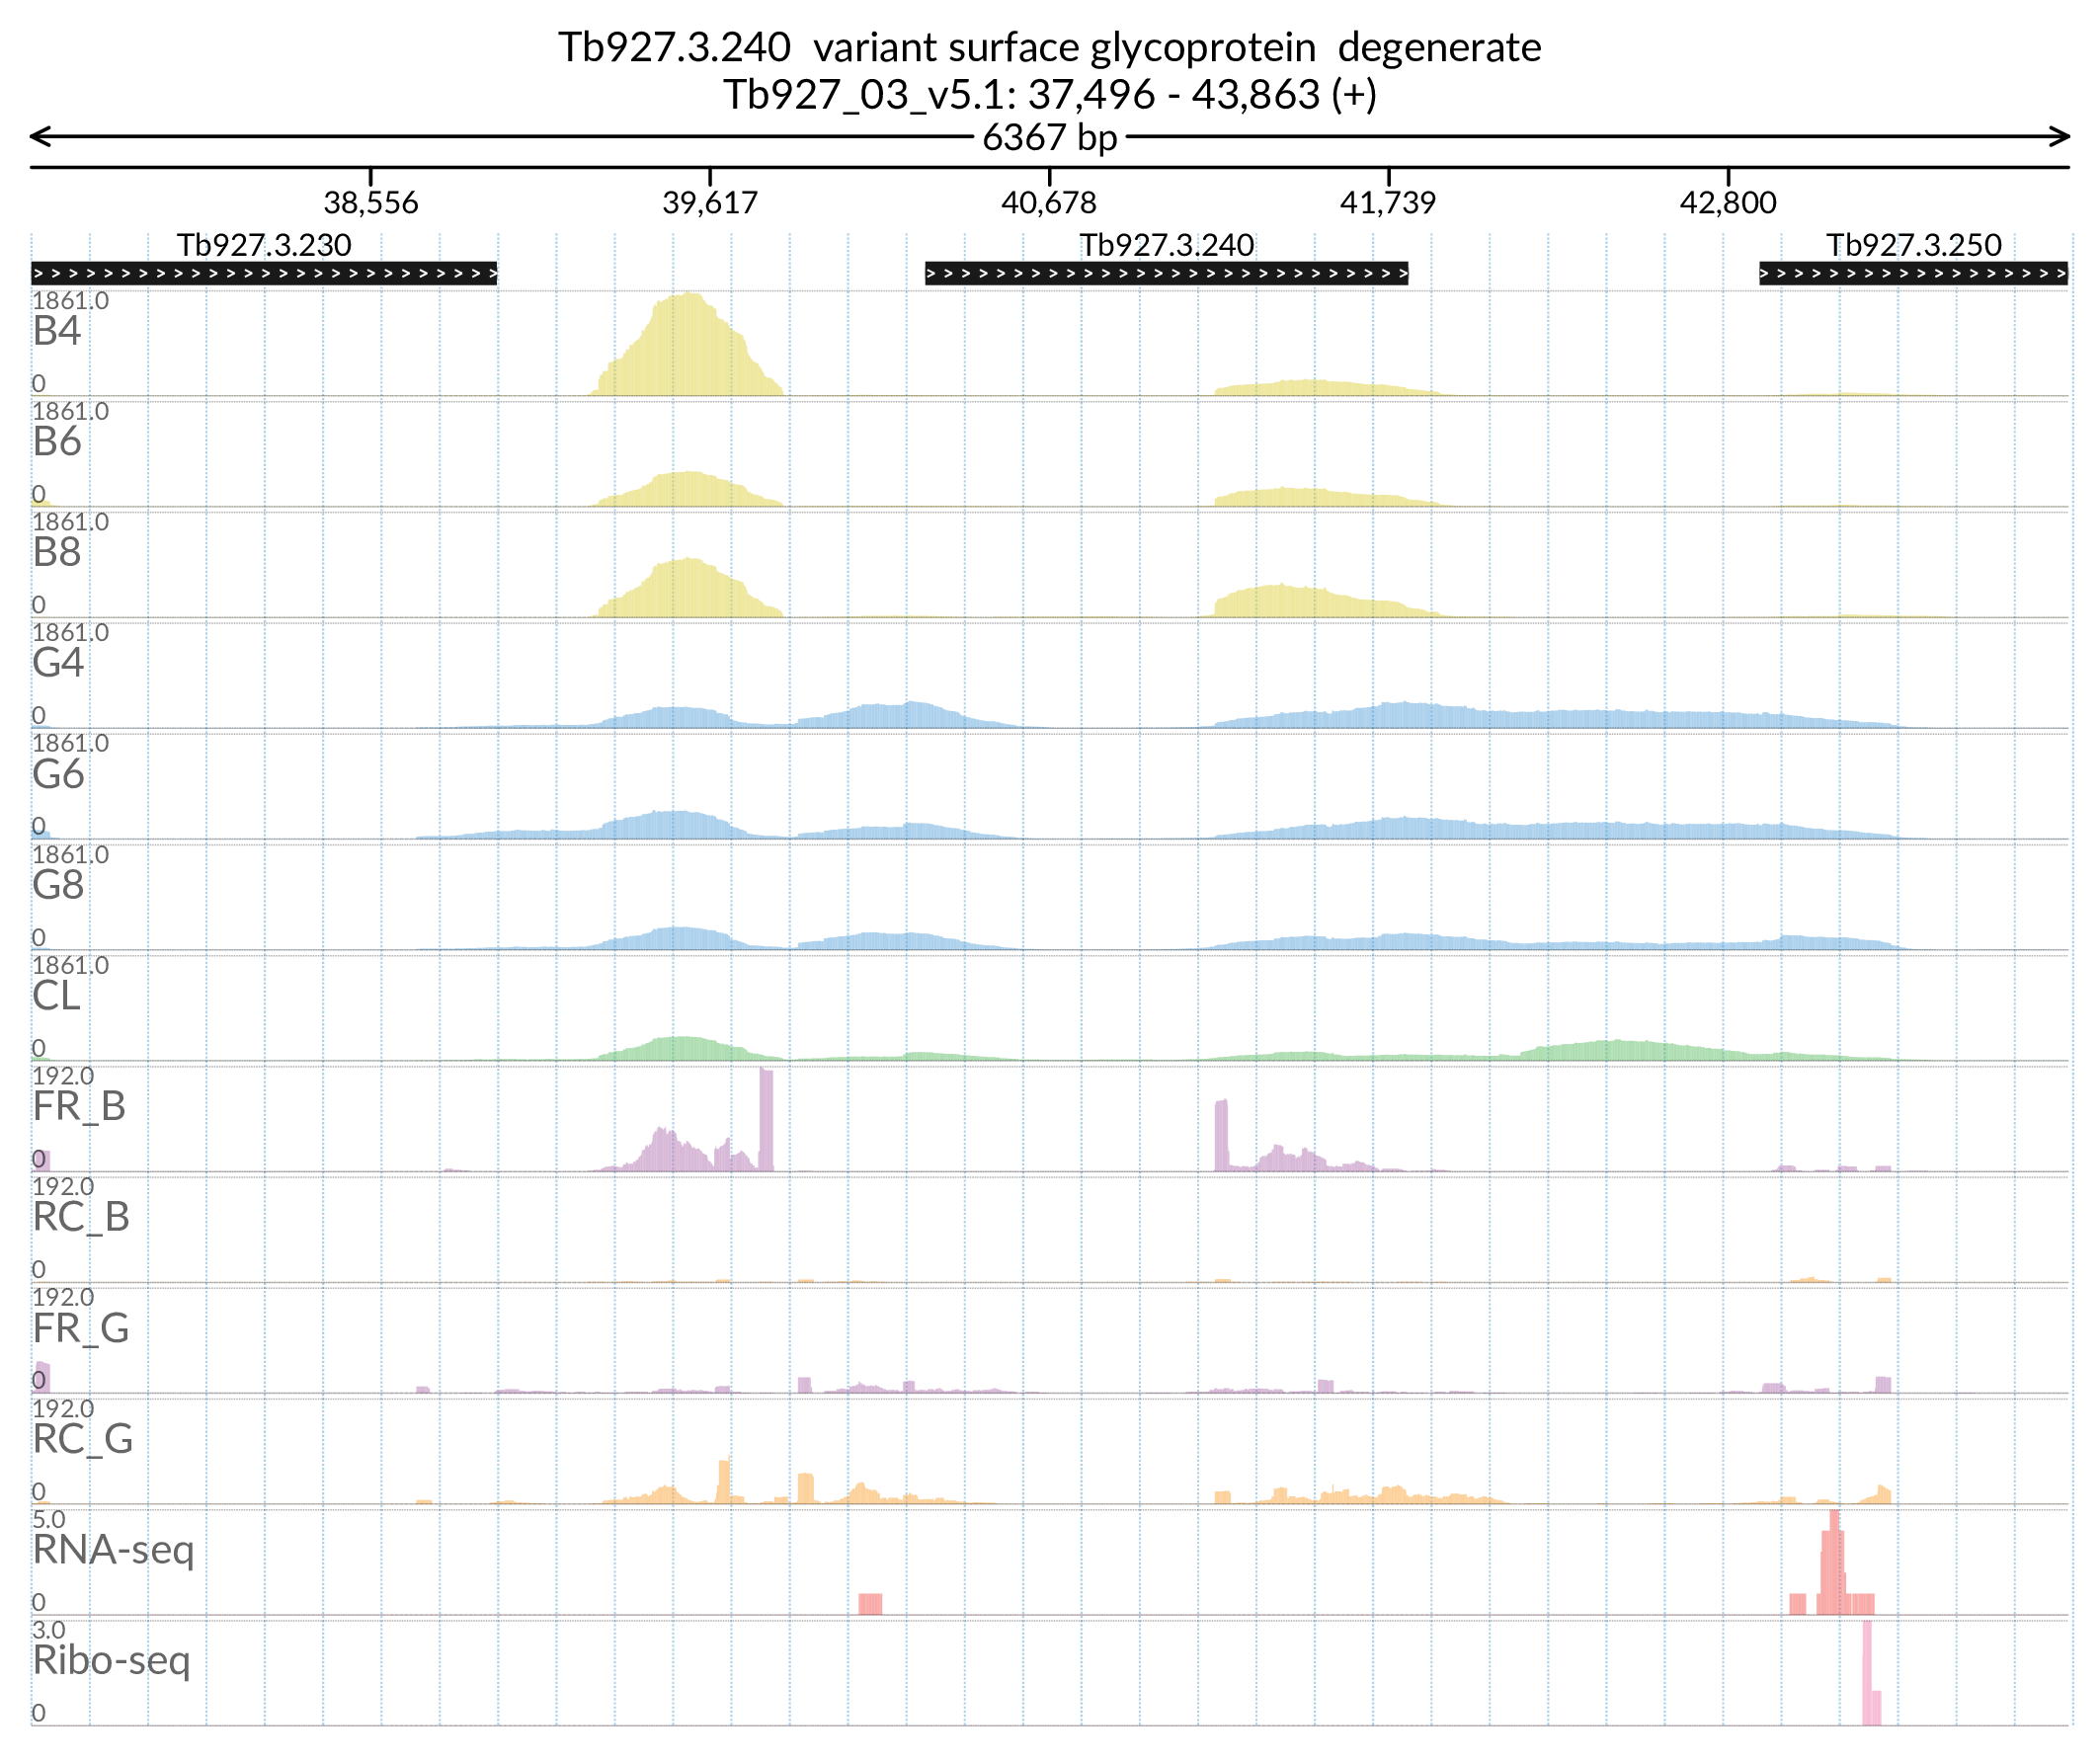 Tb927.3.240 variant surface glycoprotein degenerate
Tb927_03_v5.1: 37,496 - 43,863 (+)
6367 bp
38,556 39,617 40,678 41,739 42,800
Tb927.3.230 Tb927.3.240 Tb927.3.250
1861.0
B4
0
1861.0
B6
0
1861.0
B8
0
1861.0
G4
0
1861.0
G6
0
1861.0
G8
0
1861.0
CL
0
192.0
FR_B
0
192.0
RC_B
0
192.0
FR_G
0
192.0
RC_G
0
5.0
RNA-seq
0
3.0
Ribo-seq
0